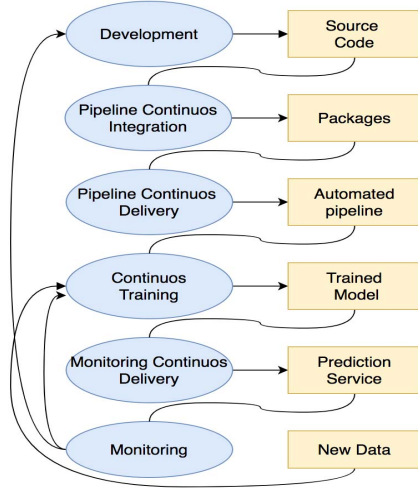 Development
Source
Code
Pipeline Continuos
Integration
Packages
Pipeline Continuos
Delivery
Automated
pipeline
Continuos
Training
Trained
Model
Monitoring Continuos
Delivery
Prediction
Service
Monitoring
New Data